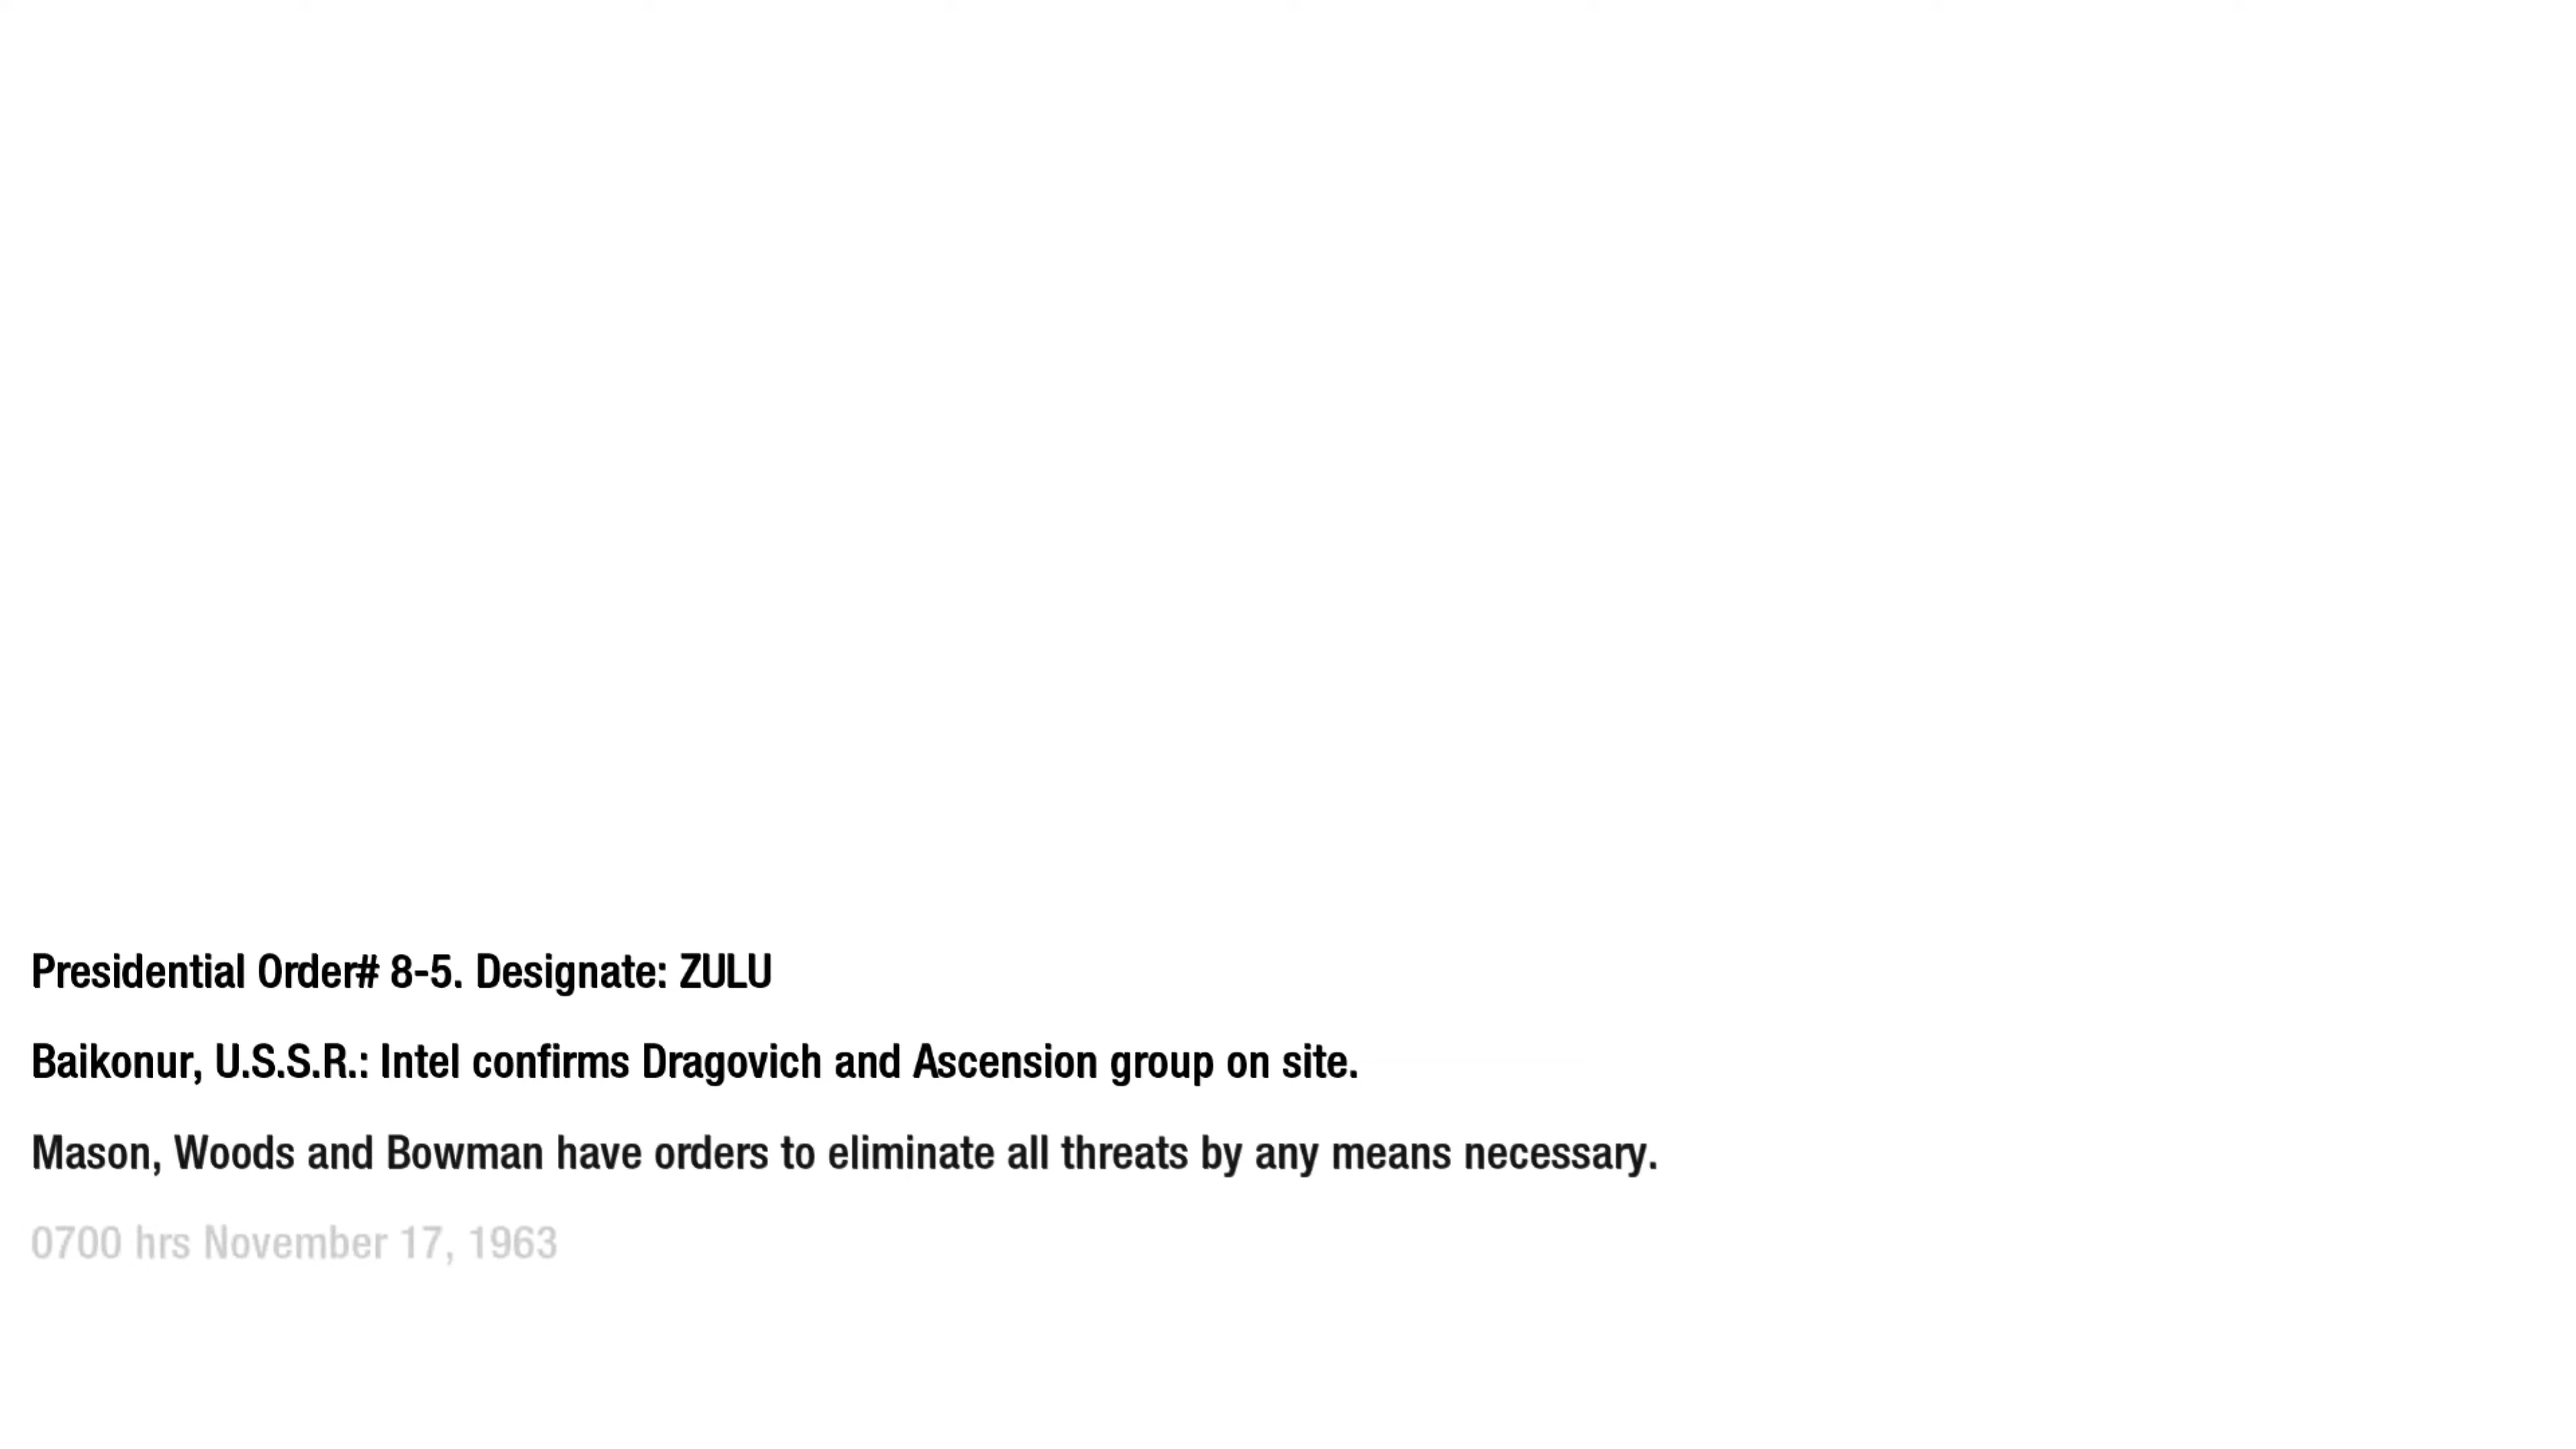 Presidential Order# 8-5. Designate: ZULU
Baikonur, U.S.S.R.: Intel confirms Dragovich and Ascension group on site.
Mason, Woods and Bowman have orders to eliminate all threats by any means necessary.
0700 hrs November 17, 1963